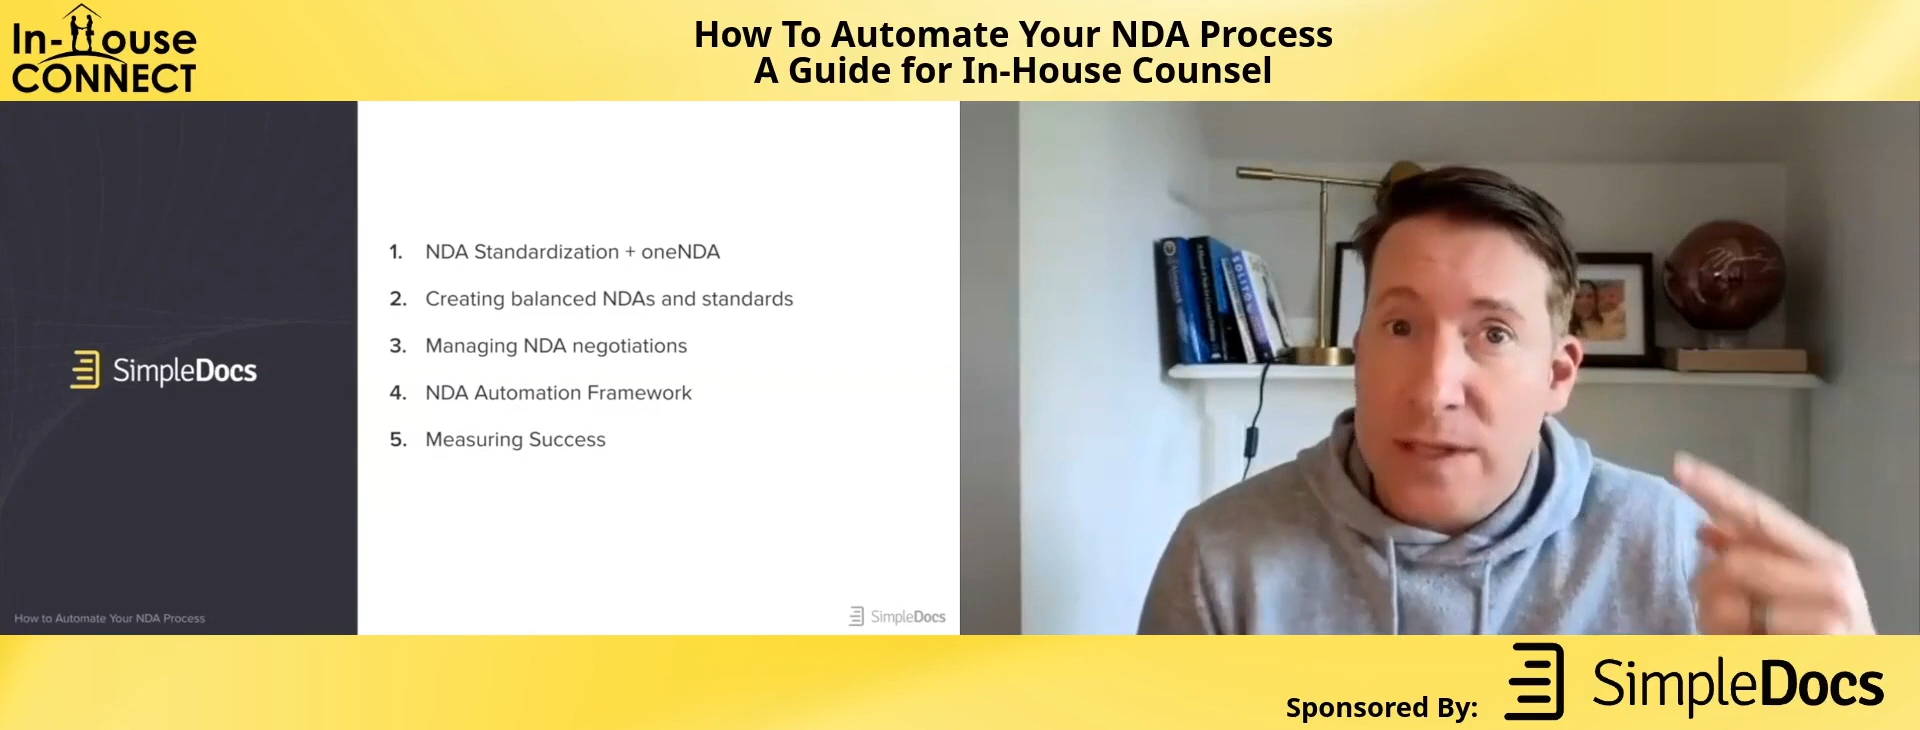 In-House
CONNECT
How To Automate Your NDA Process
A Guide for In-House Counsel
SimpleDocs
1. NDA Standardization + oneNDA
2. Creating balanced NDAs and standards
3. Managing NDA negotiations
4. NDA Automation Framework
5. Measuring Success
How to Automate Your NDA Process
SimpleDocs
SOLITO
Sponsored By:
SimpleDocs